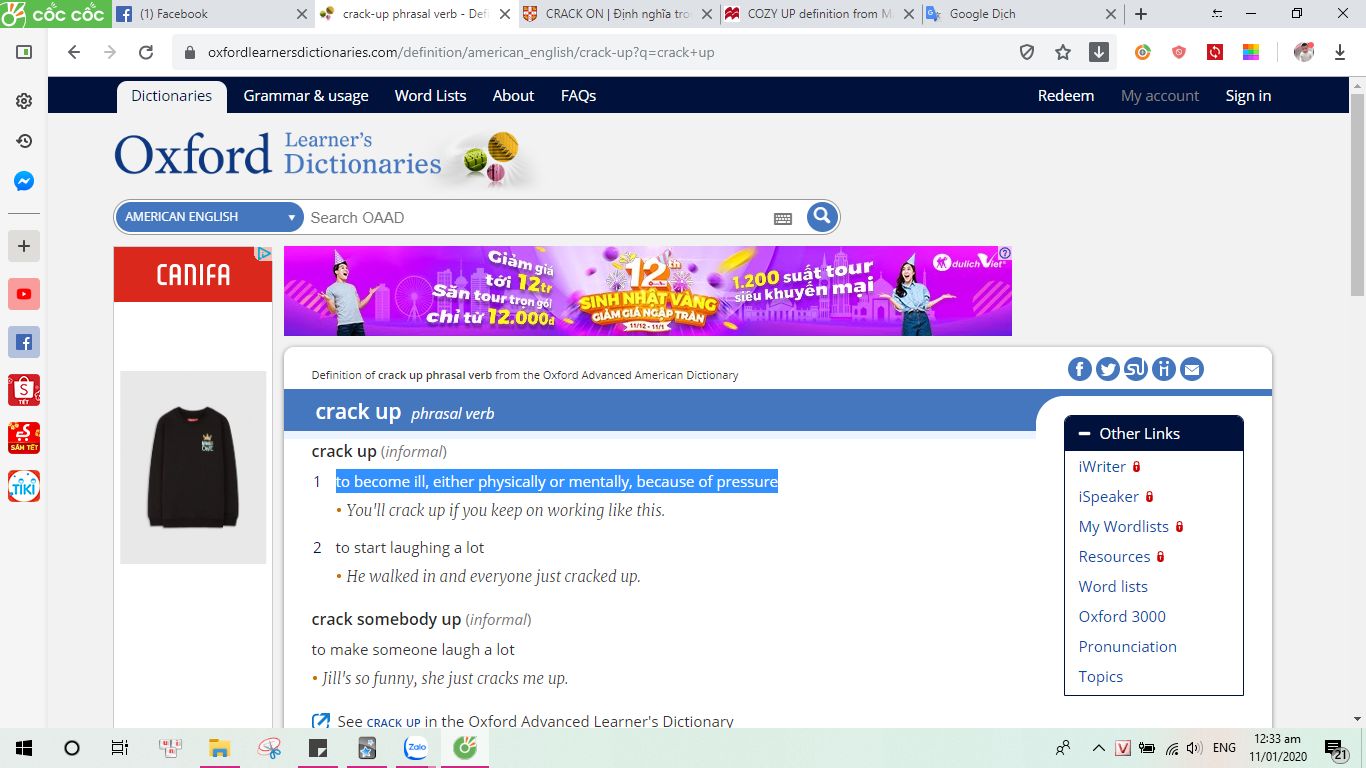 cốc cốc
(1) Facebook
crack-up phrasal verb - Defi
CRACK ON | Định nghĩa tro
COZY UP definition from M
Google Dịch
oxfordlearnersdictionaries.com/definition/american_english/crack-up?q=crack+up
Dictionaries
Grammar & usage
Word Lists
About
FAQs
Redeem
My account
Sign in
Oxford Learner's Dictionaries
AMERICAN ENGLISH
Search OAAD
CANIFA
Giảm giá
tới 12tr
Săn tour trọn gói
chỉ từ 12.000đ
12th
SINH NHẬT VÀNG
GIẢM GIÁ NGẬP TRÀN
11/12 - 11/1
1.200 suất tour
siêu khuyến mại
dulichViet
Definition of crack up phrasal verb from the Oxford Advanced American Dictionary
crack up phrasal verb
crack up (informal)
1 to become ill, either physically or mentally, because of pressure
• You'll crack up if you keep on working like this.
2 to start laughing a lot
• He walked in and everyone just cracked up.
crack somebody up (informal)
to make someone laugh a lot
• Jill's so funny, she just cracks me up.
See CRACK UP in the Oxford Advanced Learner's Dictionary
Other Links
iWriter
iSpeaker
My Wordlists
Resources
Word lists
Oxford 3000
Pronunciation
Topics
TẾT
SẮM TẾT
TIKI
Zalo
ENG
12:33 am
11/01/2020
21